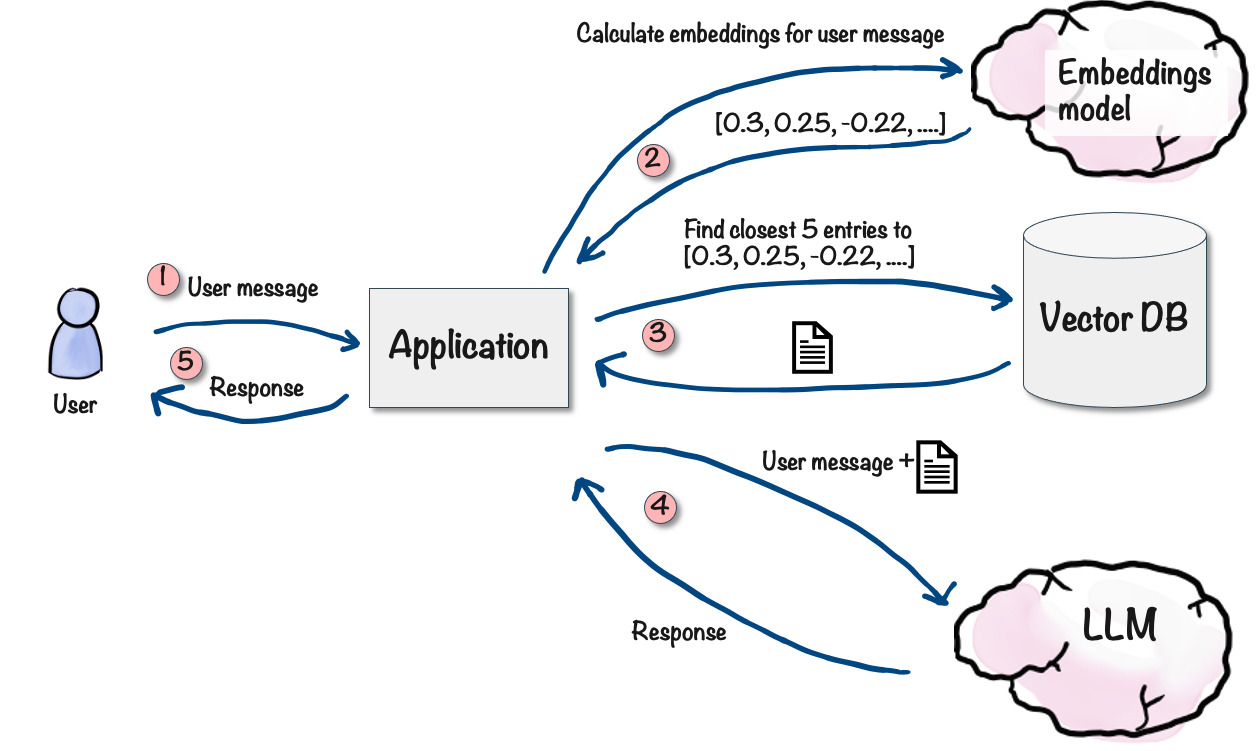 Calculate embeddings for user message
Embeddings
model
[0.3, 0.25, -0.22, ....]
2
Find closest 5 entries to
[0.3, 0.25, -0.22, ....]
1
User message
3
Vector DB
Application
5
Response
User
User message +
4
Response
LLM